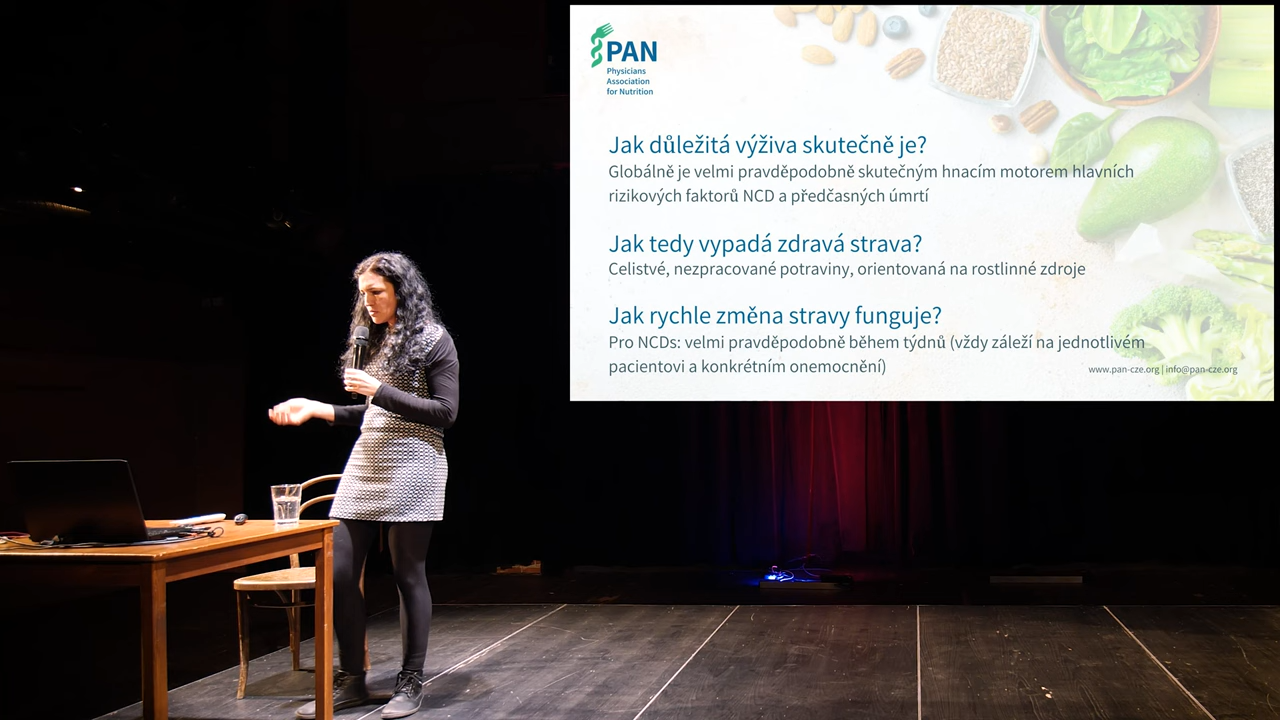 PAN
Physicians
Association
for Nutrition
Jak důležitá výživa skutečně je?
Globálně je velmi pravděpodobně skutečným hnacím motorem hlavních
rizikových faktorů NCD a předčasných úmrtí
Jak tedy vypadá zdravá strava?
Celistvé, nezpracované potraviny, orientovaná na rostlinné zdroje
Jak rychle změna stravy funguje?
Pro NCDs: velmi pravděpodobně během týdnů (vždy záleží na jednotlivém
pacientovi a konkrétním onemocnění)
www.pan-cze.org | info@pan-cze.org